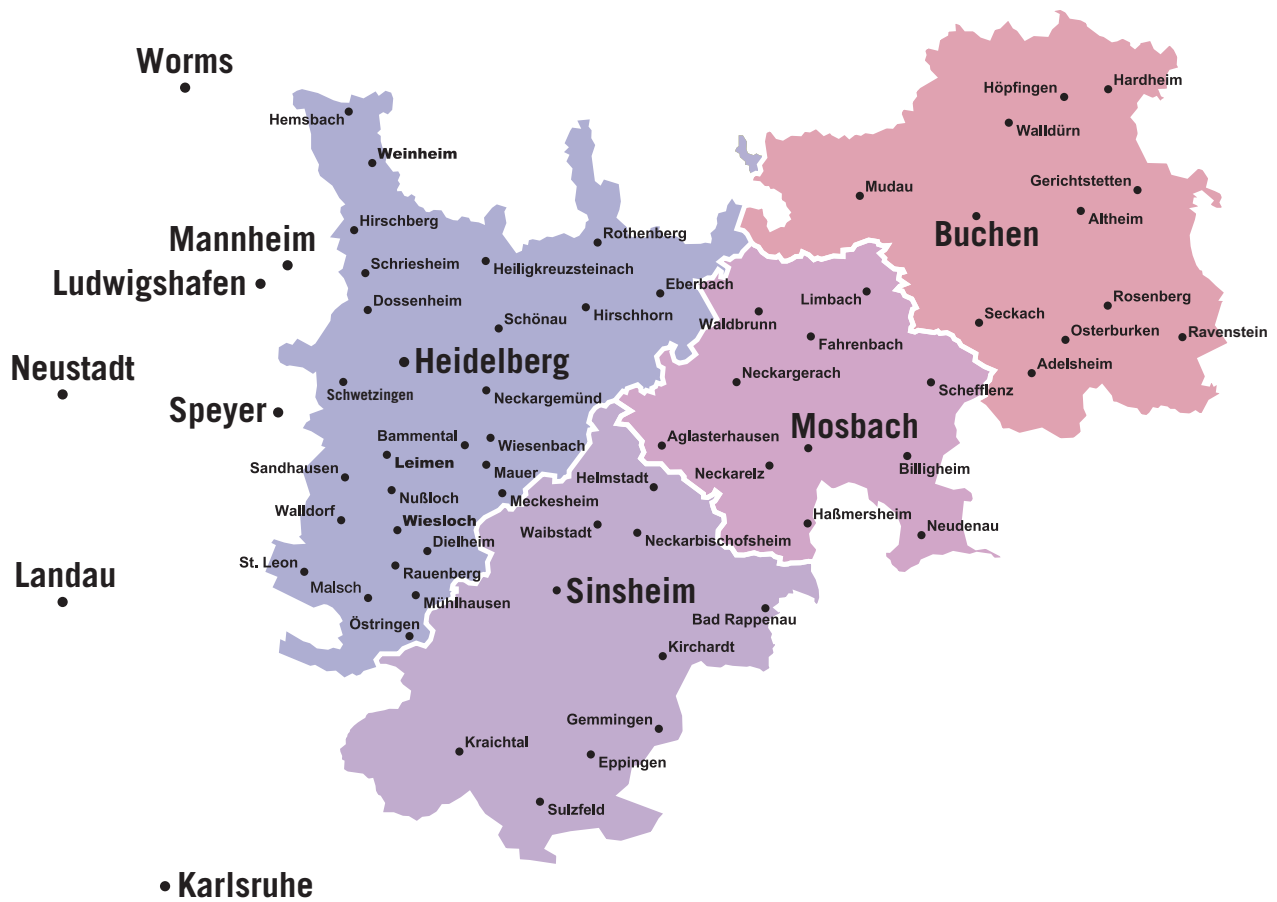 Worms
Höpfingen
Hardheim
Hemsbach
Walldürn
Weinheim
Mudau
Gerichtstetten
Altheim
Hirschberg
Rothenberg
Buchen
Mannheim
Heiligkreuzsteinach
Schriesheim
Ludwigshafen
Eberbach
Limbach
Dossenheim
Hirschhorn
Waldbrunn
Rosenberg
Schönau
Seckach
Osterburken
Ravenstein
Fahrenbach
Heidelberg
Adelsheim
Neustadt
Neckargerach
Schefflenz
Schwetzingen
Neckargemünd
Speyer
Mosbach
Bammental
Wiesenbach
Aglasterhausen
Leimen
Sandhausen
Mauer
Helmstadt
Neckarelz
Billigheim
Nußloch
Meckesheim
Walldorf
Wiesloch
Haßmersheim
Waibstadt
Neckarbischofsheim
Neudenau
Dielheim
St. Leon
Rauenberg
Landau
Malsch
Mühlhausen
Sinsheim
Bad Rappenau
Östringen
Kirchardt
Gemmingen
Kraichtal
Eppingen
Sulzfeld
Karlsruhe